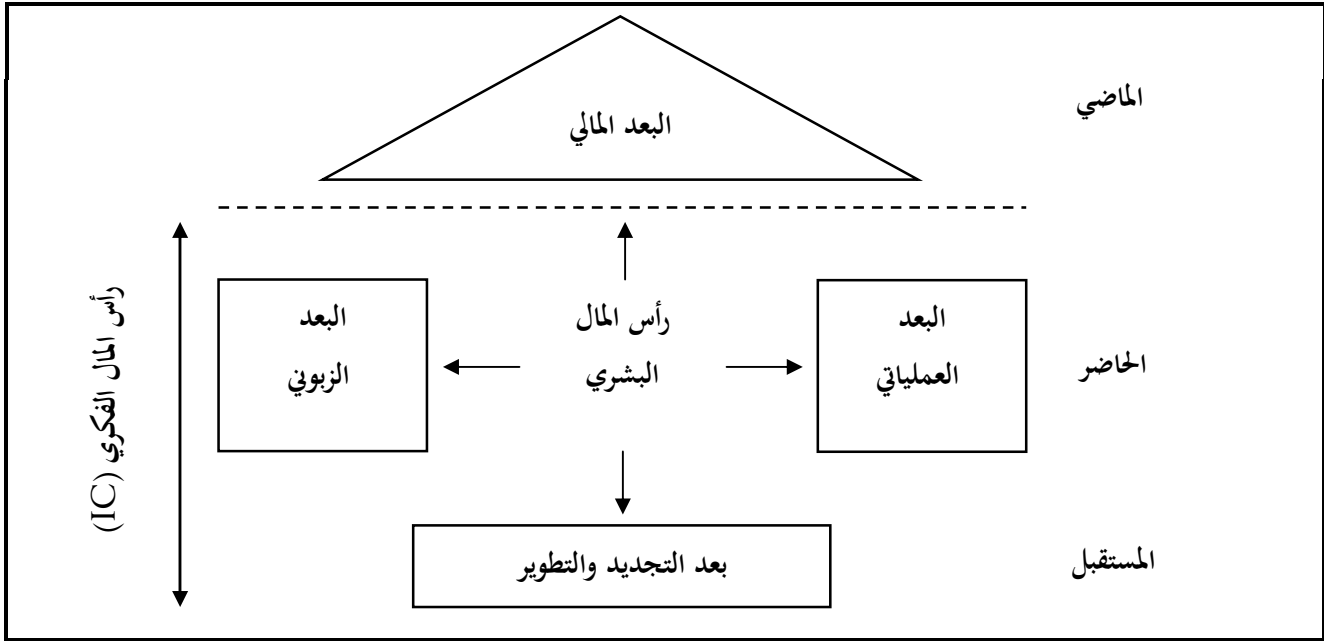 الماضي
البعد المالي
رأس المال الفكري (IC)
البعد
العملياتي
رأس المال
البشري
البعد
الزبوني
الحاضر
بعد التجديد والتطوير
المستقبل